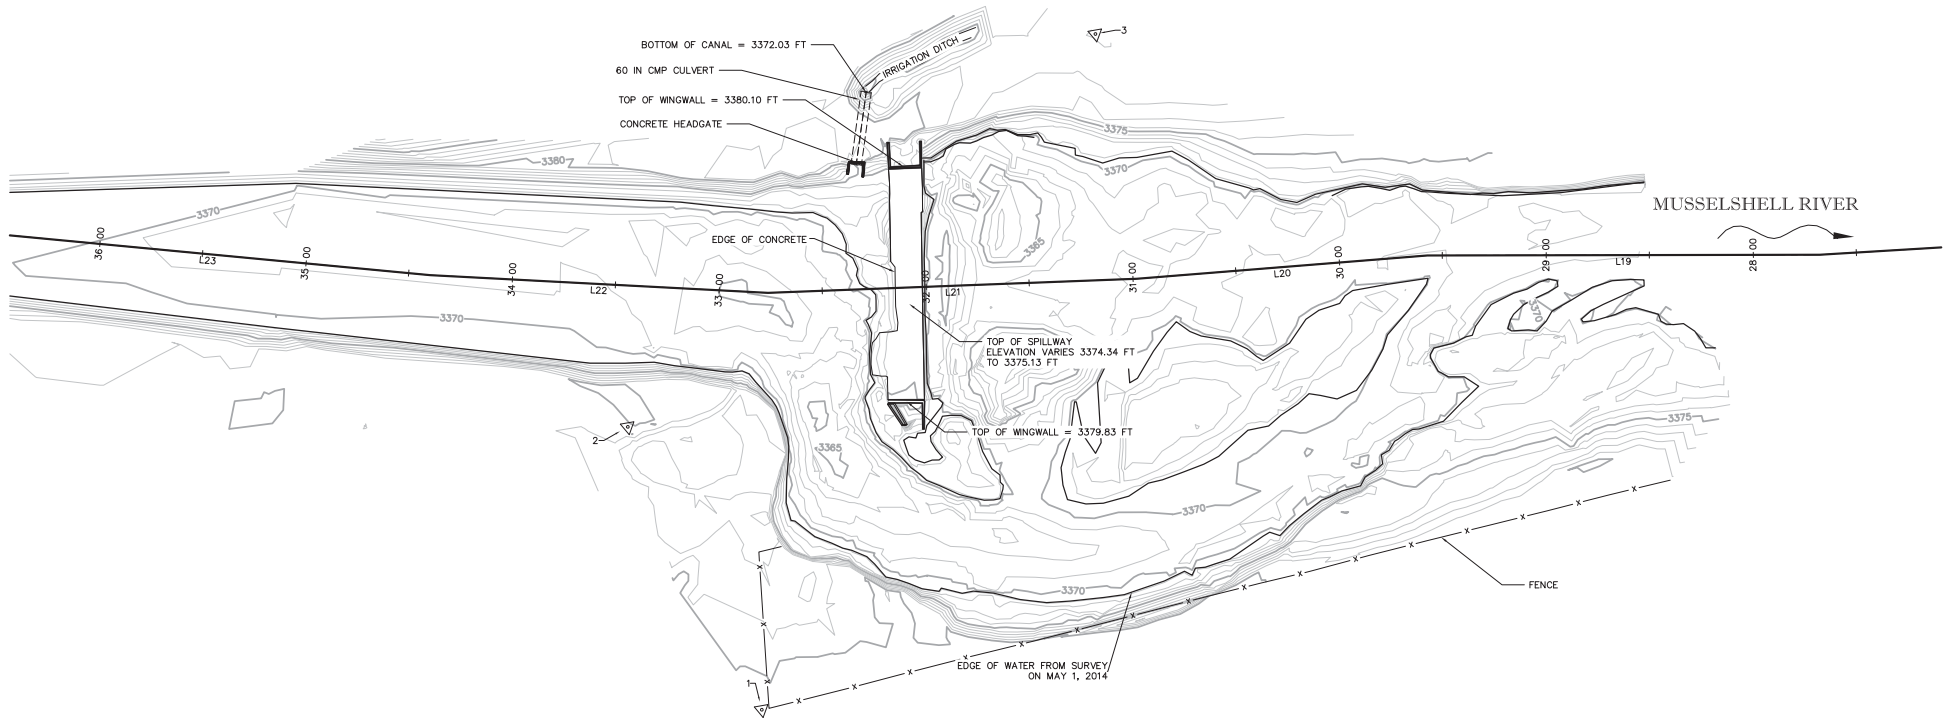 3
BOTTOM OF CANAL = 3372.03 FT
IRRIGATION DITCH
60 IN CMP CULVERT
TOP OF WINGWALL = 3380.10 FT
CONCRETE HEADGATE
3375
3380
3370
3370
MUSSELSHELL RIVER
EDGE OF CONCRETE
3365
36+00
L23
35+00
34+00
L22
33+00
32+00
L21
31+00
L20
30+00
29+00
L19
28+00
3370
3370
TOP OF SPILLWAY
ELEVATION VARIES 3374.34 FT
TO 3375.13 FT
3375
2
TOP OF WINGWALL = 3379.83 FT
3365
3370
3370
FENCE
EDGE OF WATER FROM SURVEY
ON MAY 1, 2014
1